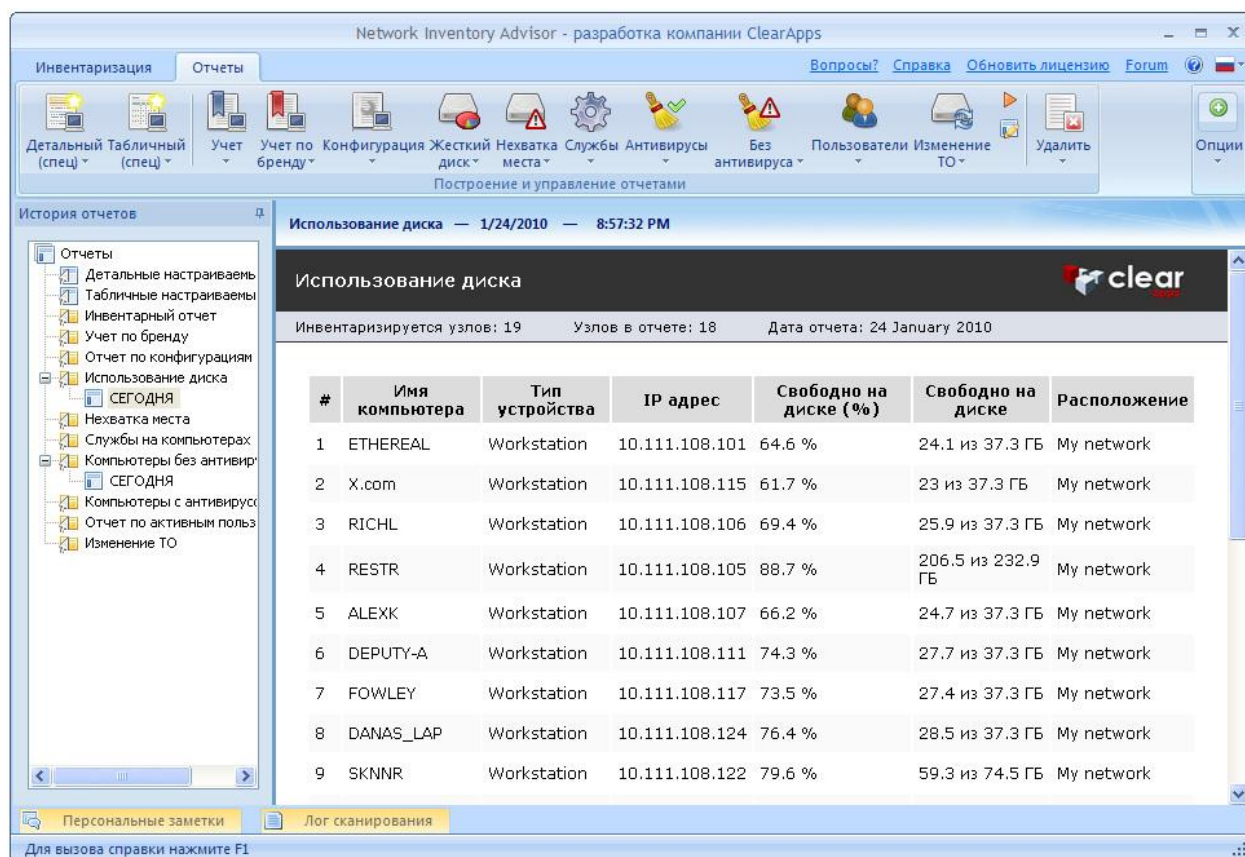 Network Inventory Advisor - разработка компании ClearApps
Инвентаризация Отчеты Вопросы? Справка Обновить лицензию Forum
Детальный (спец) Табличный (спец) Учет Учет по бренду Конфигурация Жесткий диск Нехватка места Службы Антивирусы Без антивируса Пользователи Изменение ТО Удалить Опции
Построение и управление отчетами
История отчетов
Отчеты
Детальные настраиваемь
Табличные настраиваемы
Инвентарный отчет
Учет по бренду
Отчет по конфигурациям
Использование диска
СЕГОДНЯ
Нехватка места
Службы на компьютерах
Компьютеры без антивир
СЕГОДНЯ
Компьютеры с антивирусо
Отчет по активным польз
Изменение ТО
Использование диска — 1/24/2010 — 8:57:32 PM
Использование диска
clear
apps
Инвентаризируется узлов: 19 Узлов в отчете: 18 Дата отчета: 24 January 2010
# Имя компьютера Тип устройства IP адрес Свободно на диске (%) Свободно на диске Расположение
1 ETHEREAL Workstation 10.111.108.101 64.6 % 24.1 из 37.3 ГБ My network
2 X.com Workstation 10.111.108.115 61.7 % 23 из 37.3 ГБ My network
3 RICHL Workstation 10.111.108.106 69.4 % 25.9 из 37.3 ГБ My network
4 RESTR Workstation 10.111.108.105 88.7 % 206.5 из 232.9 ГБ My network
5 ALEXK Workstation 10.111.108.107 66.2 % 24.7 из 37.3 ГБ My network
6 DEPUTY-A Workstation 10.111.108.111 74.3 % 27.7 из 37.3 ГБ My network
7 FOWLEY Workstation 10.111.108.117 73.5 % 27.4 из 37.3 ГБ My network
8 DANAS_LAP Workstation 10.111.108.124 76.4 % 28.5 из 37.3 ГБ My network
9 SKNNR Workstation 10.111.108.122 79.6 % 59.3 из 74.5 ГБ My network
Персональные заметки Лог сканирования
Для вызова справки нажмите F1